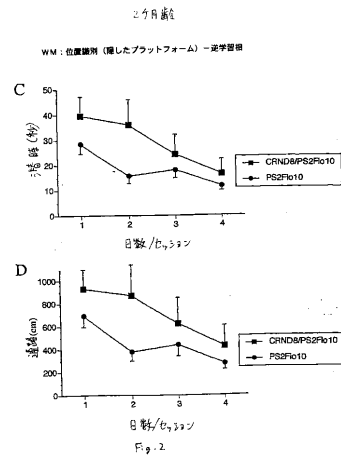 2ケ月齢
WM:位置識別(隠したプラットフォーム)-逆学習相
C
50
40
30
20
10
0
潜時(秒)
1 2 3 4
CRND8/PS2Flo10
PS2Flo10
日数/セッション
D
1000
800
600
400
200
0
(cm)
1 2 3 4
CRND8/PS2Flo10
PS2Flo10
日数/セッション
Fig.2